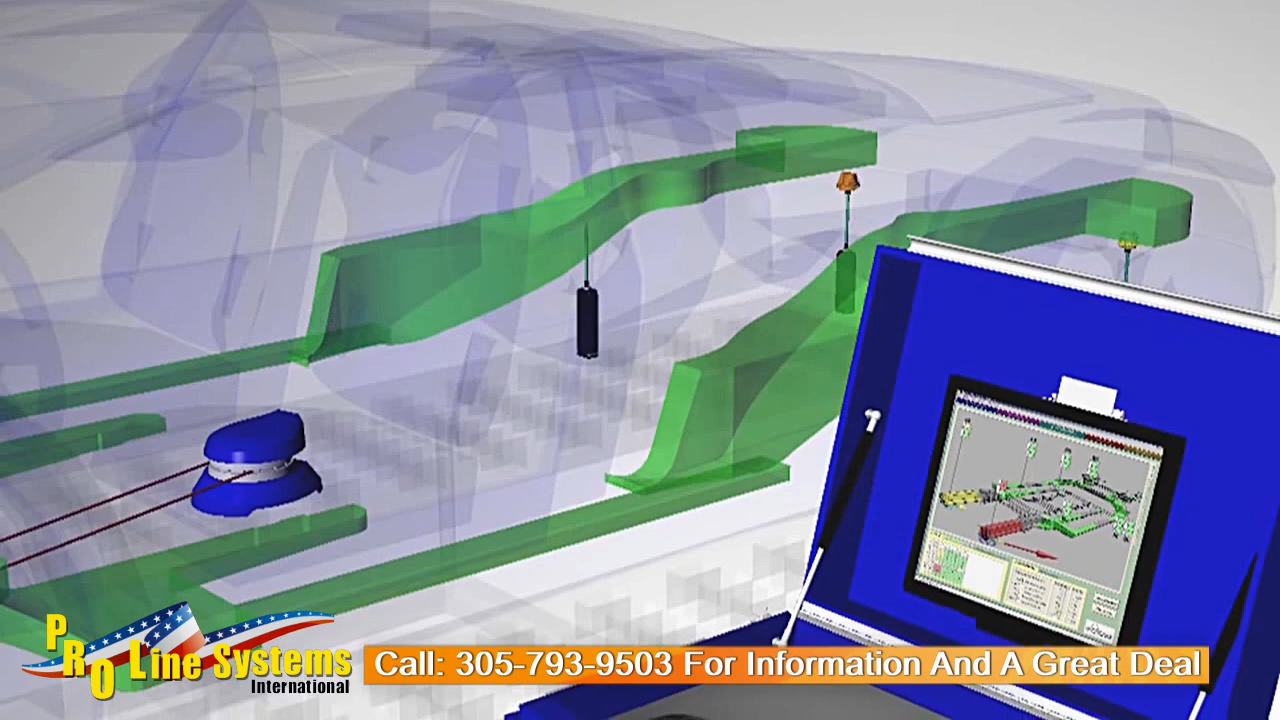 PRO Line Systems
International
Call: 305-793-9503 For Information And A Great Deal